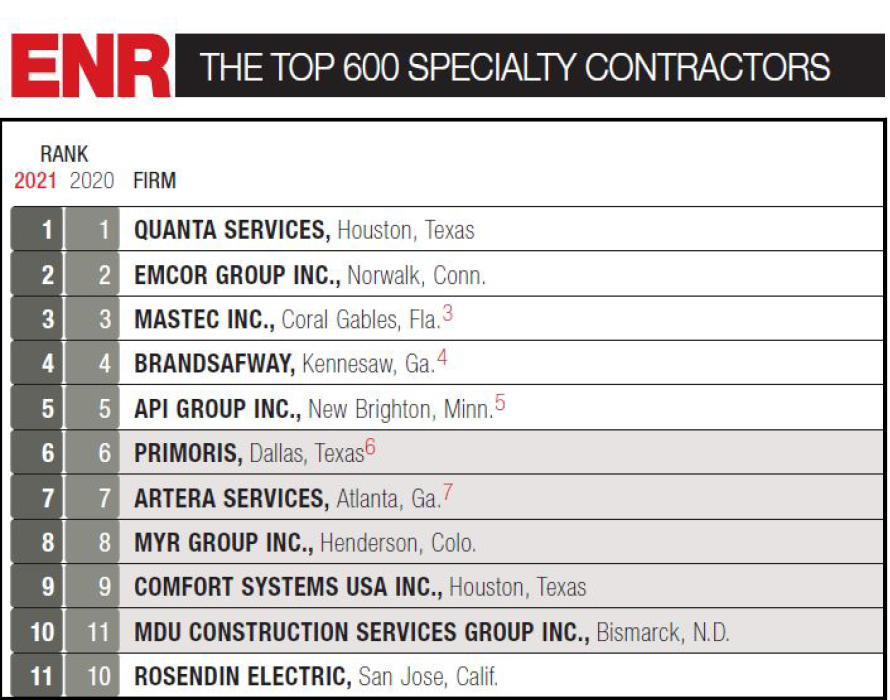 ENR THE TOP 600 SPECIALTY CONTRACTORS
RANK
2021 2020 FIRM
1 1 QUANTA SERVICES, Houston, Texas
2 2 EMCOR GROUP INC., Norwalk, Conn.
3 3 MASTEC INC., Coral Gables, Fla.3
4 4 BRANDSAFWAY, Kennesaw, Ga.4
5 5 API GROUP INC., New Brighton, Minn.5
6 6 PRIMORIS, Dallas, Texas6
7 7 ARTERA SERVICES, Atlanta, Ga.7
8 8 MYR GROUP INC., Henderson, Colo.
9 9 COMFORT SYSTEMS USA INC., Houston, Texas
10 11 MDU CONSTRUCTION SERVICES GROUP INC., Bismarck, N.D.
11 10 ROSENDIN ELECTRIC, San Jose, Calif.